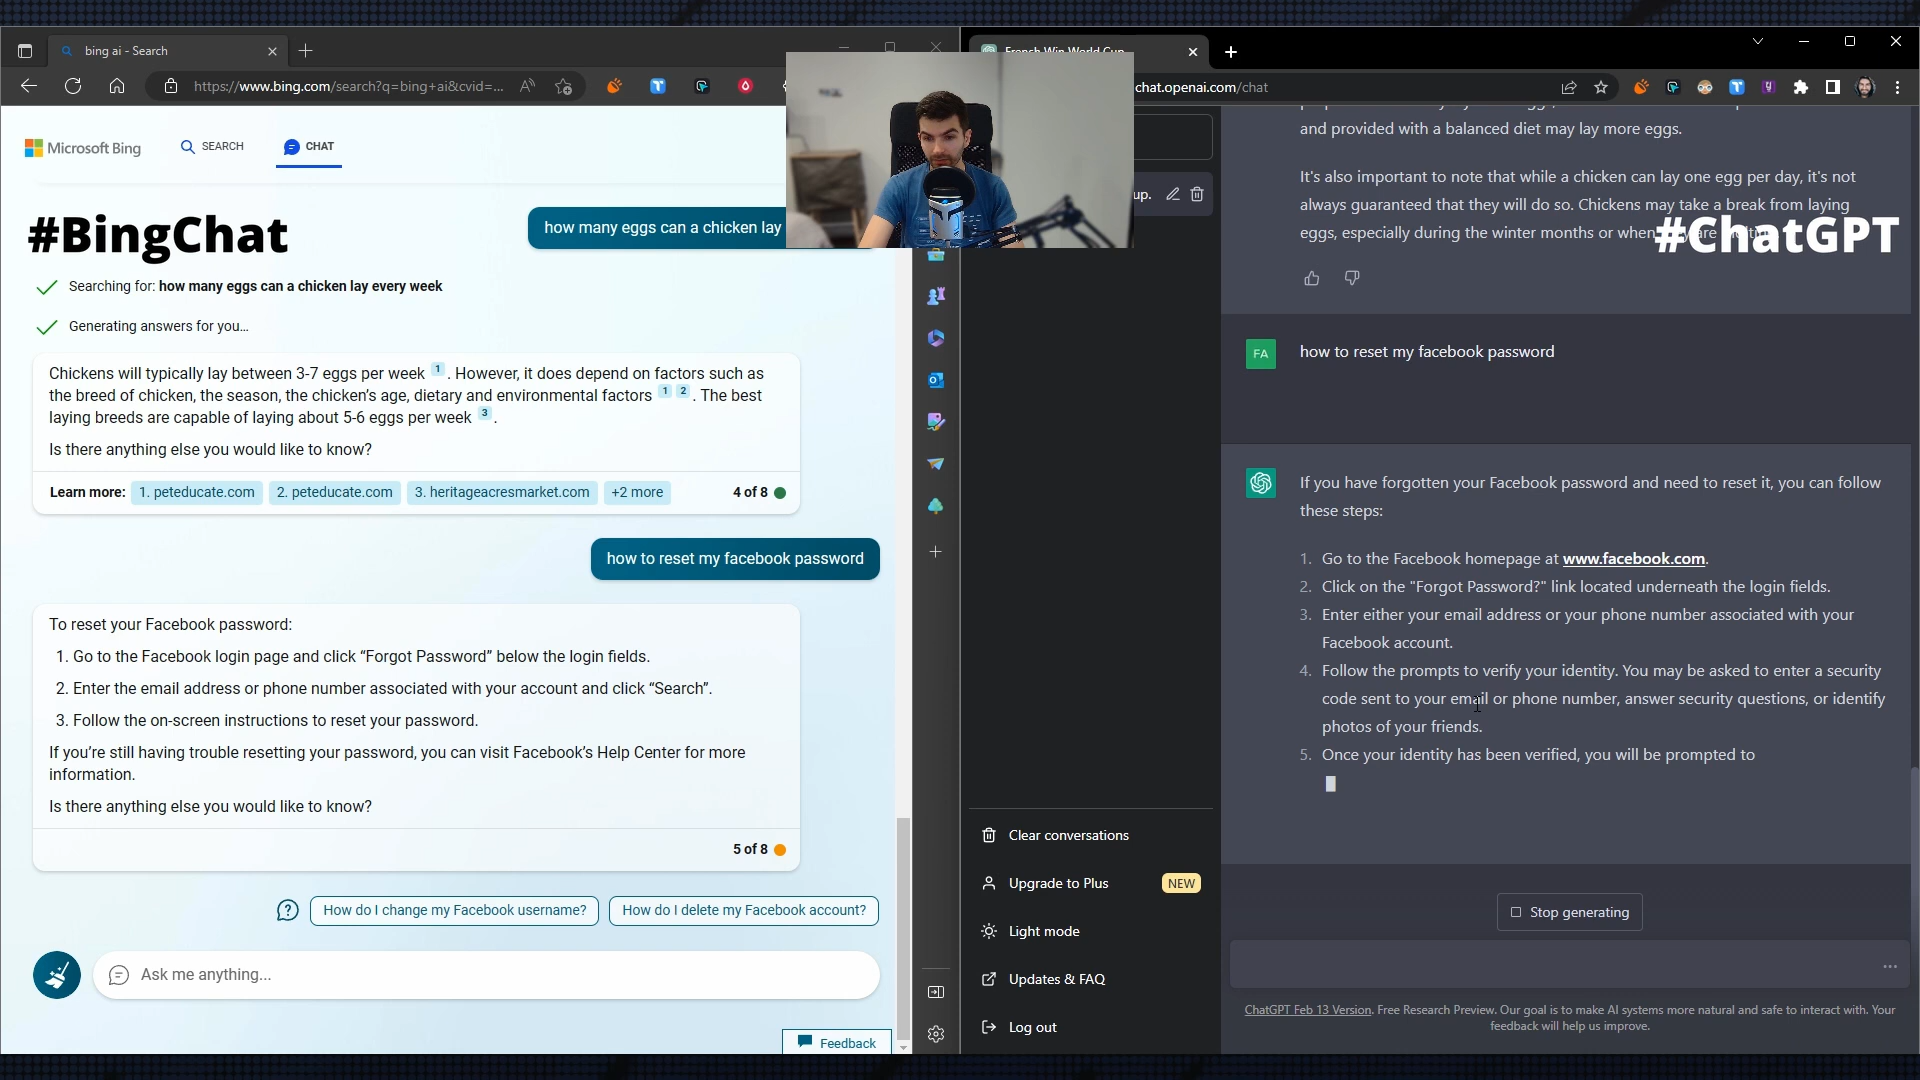 bing ai - Search
https://www.bing.com/search?q=bing+ai&cvid=...
Microsoft Bing
SEARCH
CHAT
#BingChat
how many eggs can a chicken lay
Searching for: how many eggs can a chicken lay every week
Generating answers for you...
Chickens will typically lay between 3-7 eggs per week 1 . However, it does depend on factors such as
the breed of chicken, the season, the chicken's age, dietary and environmental factors 1 2 . The best
laying breeds are capable of laying about 5-6 eggs per week 3 .
Is there anything else you would like to know?
Learn more: 1. peteducate.com 2. peteducate.com 3. heritageacresmarket.com +2 more 4 of 8
how to reset my facebook password
To reset your Facebook password:
1. Go to the Facebook login page and click “Forgot Password” below the login fields.
2. Enter the email address or phone number associated with your account and click “Search”.
3. Follow the on-screen instructions to reset your password.
If you're still having trouble resetting your password, you can visit Facebook's Help Center for more
information.
Is there anything else you would like to know?
5 of 8
How do I change my Facebook username?
How do I delete my Facebook account?
Ask me anything...
Feedback
French Win World Cup
chat.openai.com/chat
up.
Clear conversations
Upgrade to Plus NEW
Light mode
Updates & FAQ
Log out
and provided with a balanced diet may lay more eggs.
It's also important to note that while a chicken can lay one egg per day, it's not
always guaranteed that they will do so. Chickens may take a break from laying
eggs, especially during the winter months or when
#ChatGPT
FA
how to reset my facebook password
If you have forgotten your Facebook password and need to reset it, you can follow
these steps:
1. Go to the Facebook homepage at www.facebook.com.
2. Click on the "Forgot Password?" link located underneath the login fields.
3. Enter either your email address or your phone number associated with your
Facebook account.
4. Follow the prompts to verify your identity. You may be asked to enter a security
code sent to your email or phone number, answer security questions, or identify
photos of your friends.
5. Once your identity has been verified, you will be prompted to
Stop generating
ChatGPT Feb 13 Version. Free Research Preview. Our goal is to make AI systems more natural and safe to interact with. Your
feedback will help us improve.